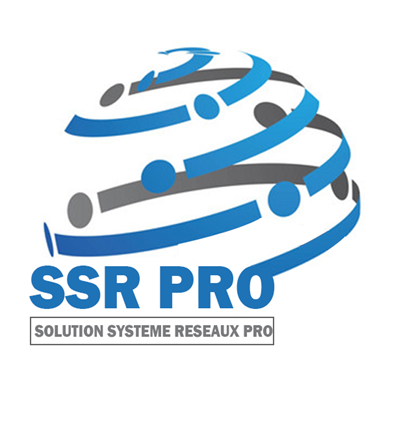 SSR PRO
SOLUTION SYSTEME RESEAUX PRO